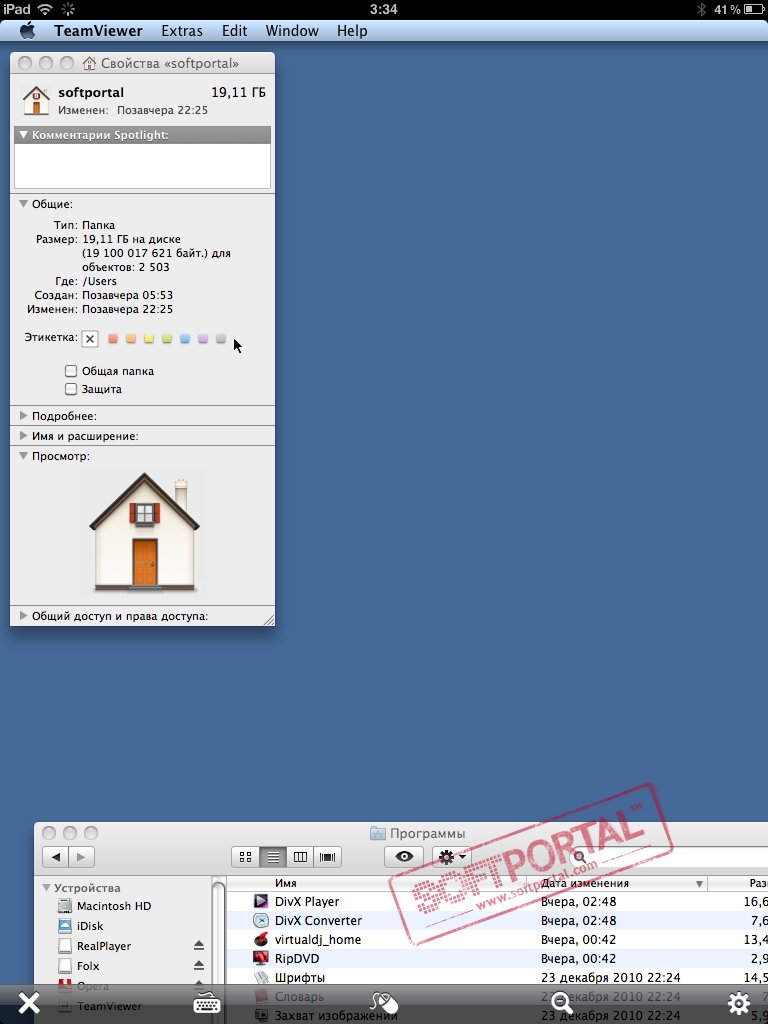 iPad 3:34 41%
TeamViewer Extras Edit Window Help
Свойства «softportal»
softportal 19,11 ГБ
Изменен: Позавчера 22:25
Комментарии Spotlight:
Общие:
Тип: Папка
Размер: 19,11 ГБ на диске
(19 100 017 621 байт.) для
объектов: 2 503
Где: /Users
Создан: Позавчера 05:53
Изменен: Позавчера 22:25
Этикетка:
Общая папка
Защита
Подробнее:
Имя и расширение:
Просмотр:
Общий доступ и права доступа:
SOFTPORTAL™
www.softportal.com
Программы
Устройства
Macintosh HD
iDisk
RealPlayer
Folx
Opera
TeamViewer
Имя Дата изменения Раз
DivX Player Вчера, 02:48 16,6
DivX Converter Вчера, 02:48 7,6
virtualdj_home Вчера, 00:42 13,4
RipDVD Вчера, 00:42 2,9
Шрифты 23 декабря 2010 22:24 14,5
Словарь 23 декабря 2010 22:24 7
Захват изображений 23 декабря 2010 22:24 5,9